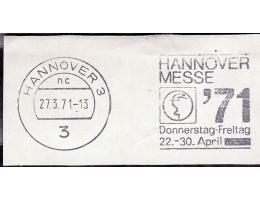 HANNOVER 3
nc
27.3.71-13
3
HANNOVER
MESSE
'71
Donnerstag-Freitag
22.-30. April